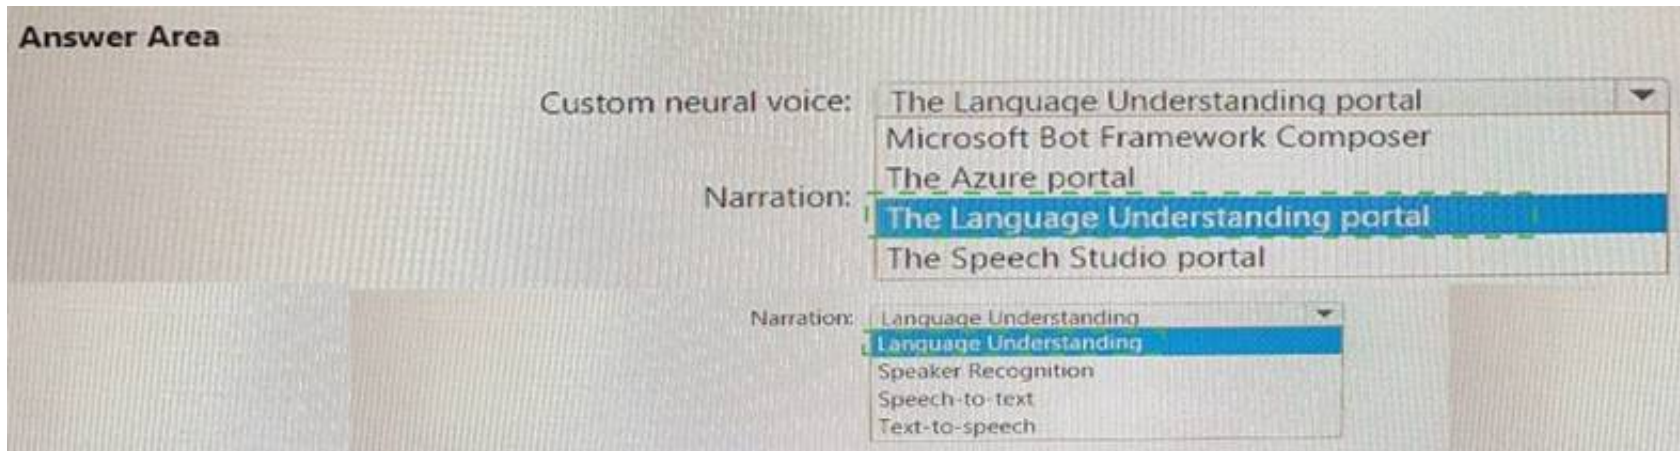 Answer Area
Custom neural voice: The Language Understanding portal
Microsoft Bot Framework Composer
The Azure portal
Narration:
The Language Understanding portal
The Speech Studio portal
Narration: Language Understanding
Language Understanding
Speaker Recognition
Speech-to-text
Text-to-speech